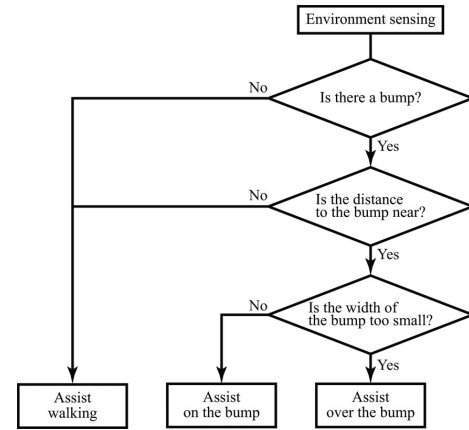 Environment sensing
No
Is there a bump?
Yes
No
Is the distance
to the bump near?
Yes
No
Is the width of
the bump too small?
Yes
Assist
walking
Assist
on the bump
Assist
over the bump